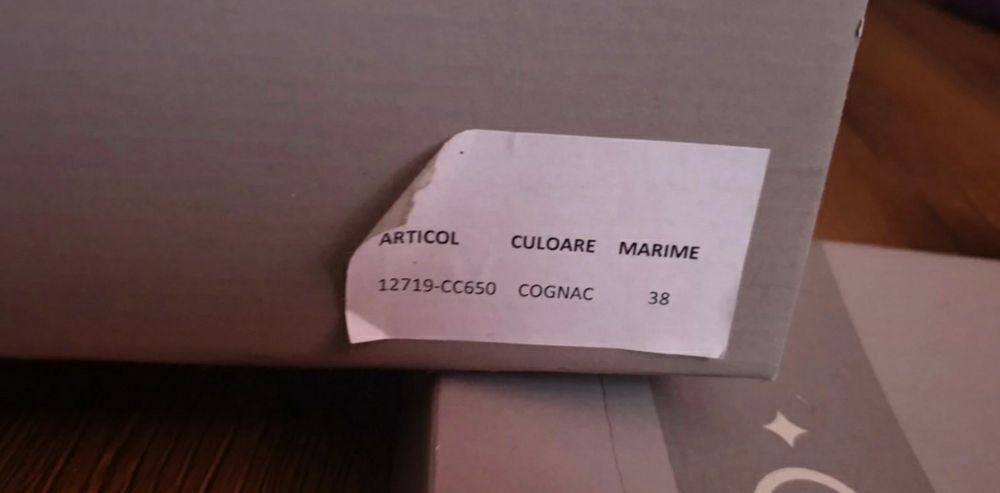 ARTICOL CULOARE MARIME
12719-CC650 COGNAC 38